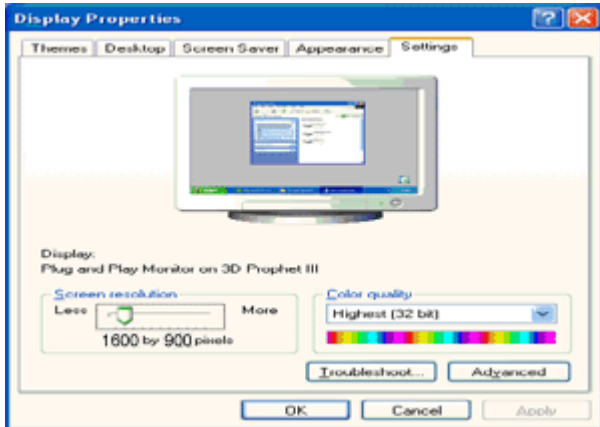 Display Properties
Themes Desktop Screen Saver Appearance Settings
Display:
Plug and Play Monitor on 3D Prophet III
Screen resolution
Less More
1600 by 900 pixels
Color quality
Highest (32 bit)
Troubleshoot... Advanced
OK Cancel Apply